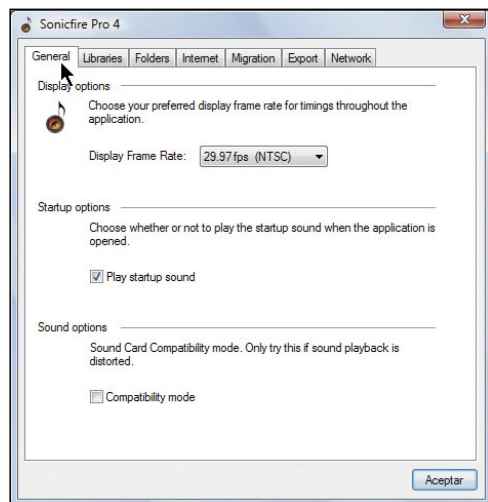 Sonicfire Pro 4
General Libraries Folders Internet Migration Export Network
Display options
Choose your preferred display frame rate for timings throughout the
application.
Display Frame Rate: 29.97 fps (NTSC)
Startup options
Choose whether or not to play the startup sound when the application is
opened.
Play startup sound
Sound options
Sound Card Compatibility mode. Only try this if sound playback is
distorted.
Compatibility mode
Aceptar